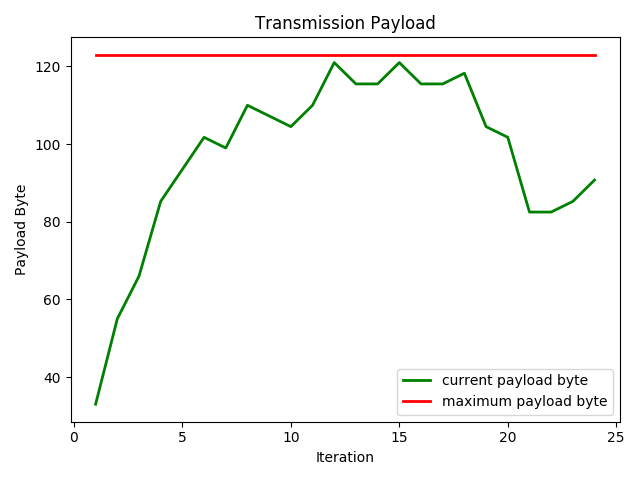 Transmission Payload
120
100
80
60
40
Payload Byte
0
5
10
15
20
25
Iteration
current payload byte
maximum payload byte